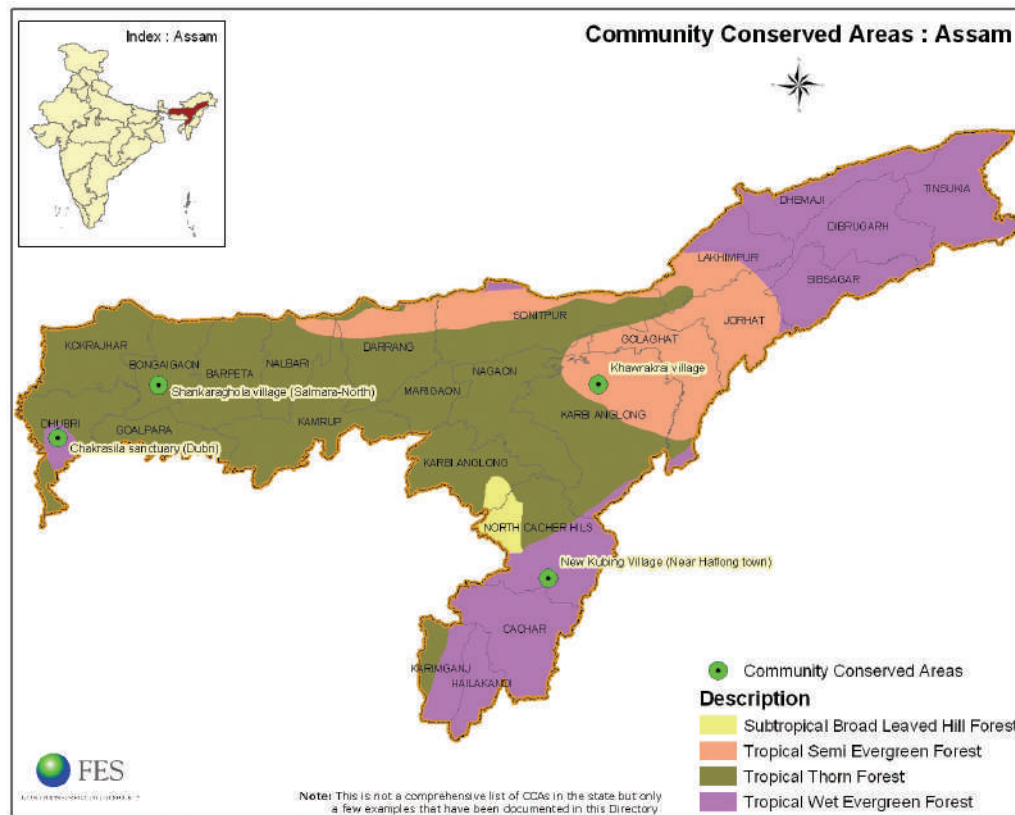 Index : Assam
Community Conserved Areas : Assam
TINSUKIA
DHEMAJI
DIBRUGARH
LAKHIMPUR
SIBSAGAR
SONITPUR
JORHAT
GOLAGHAT
DARRANG
KOKRAJHAR
BONGAIGAON
NALBARI
BARPETA
NAGAON
MARIGAON
Khawrakrai village
Shankaraghola village (Salmara-North)
KARBI ANGLONG
DHUBRI
GOALPARA
KAMRUP
Chakrasila sanctuary (Dubri)
KARBI ANGLONG
NORTH CACHER HILS
New Kubing Village (Near Haflong town)
CACHAR
KARIMGANJ
HAILAKANDI
Community Conserved Areas
Description
Subtropical Broad Leaved Hill Forest
Tropical Semi Evergreen Forest
Tropical Thorn Forest
Tropical Wet Evergreen Forest
FES
Note: This is not a comprehensive list of CCAs in the state but only
a few examples that have been documented in this Directory